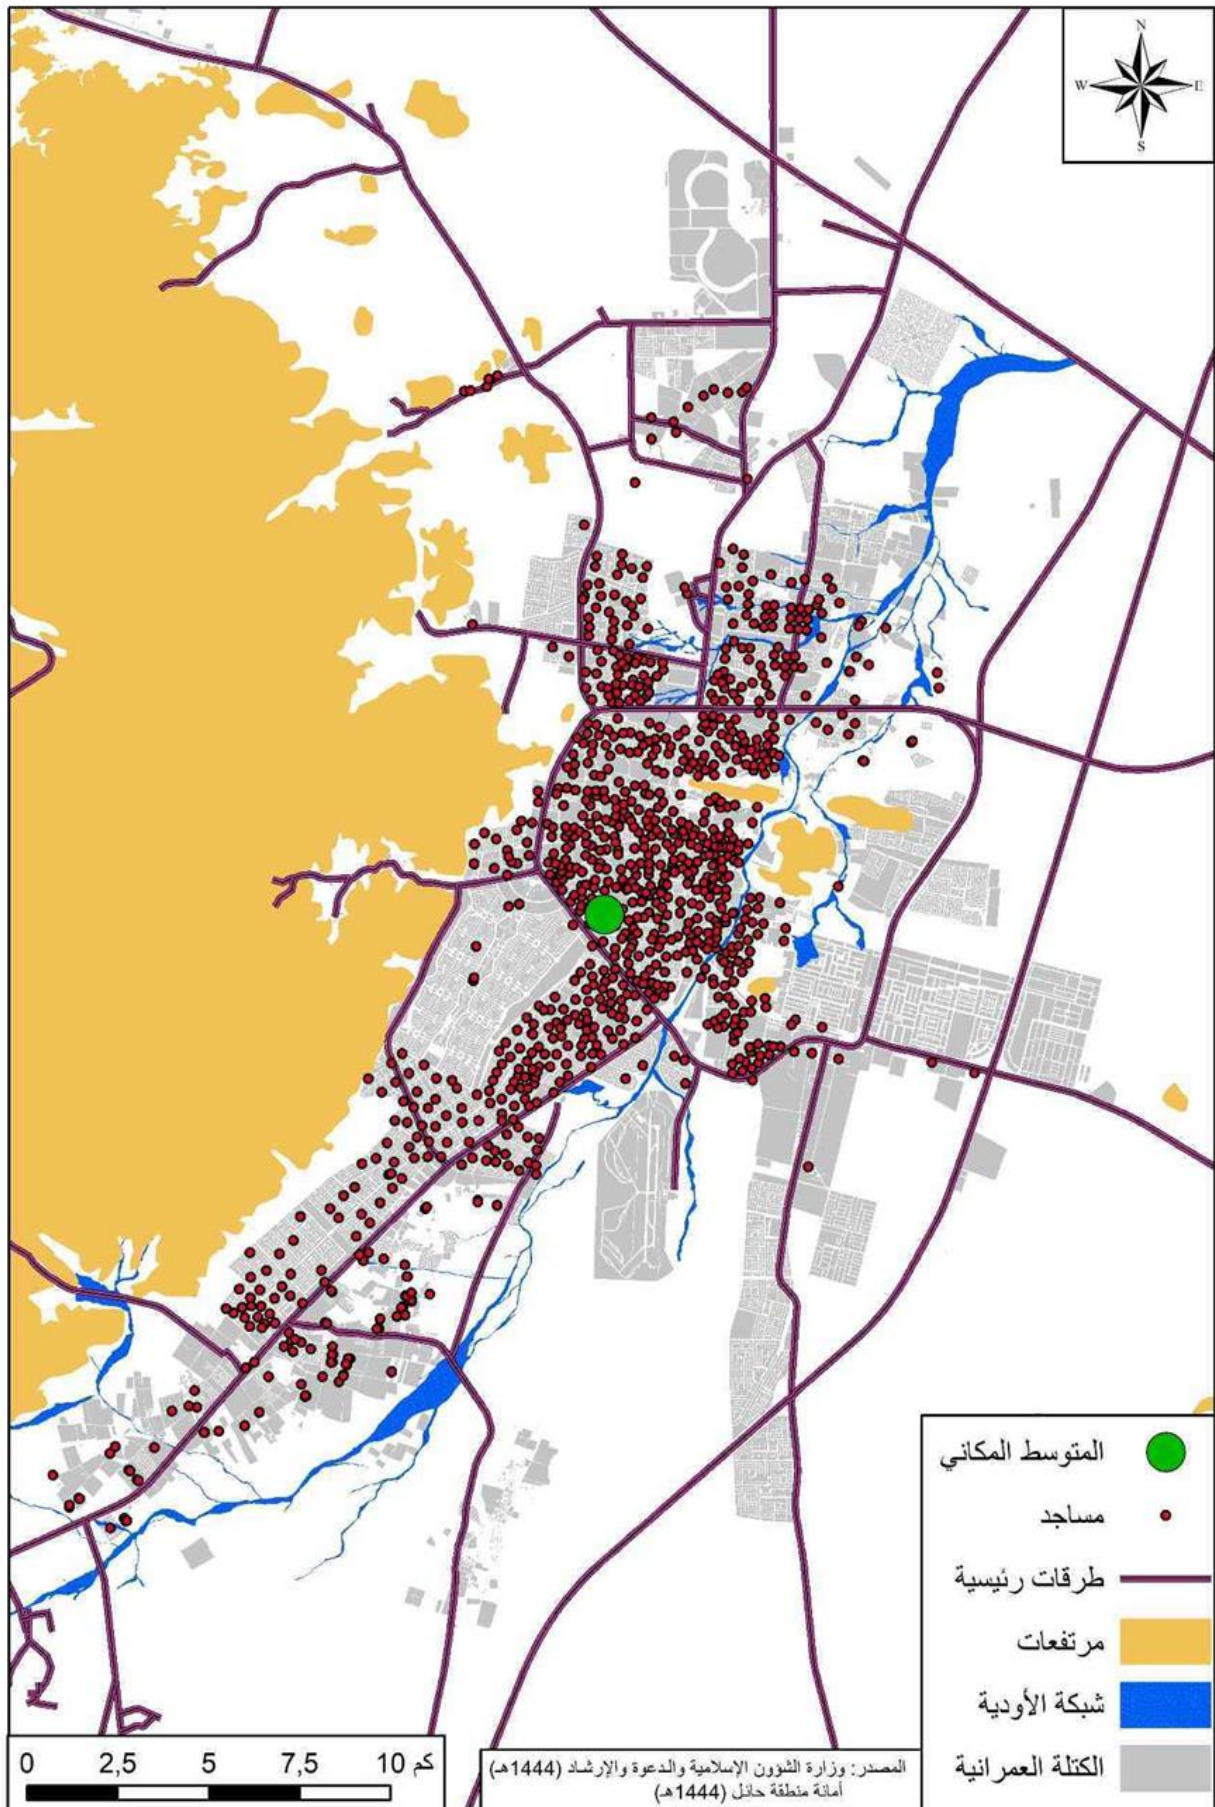 N
W E
S
المتوسط المكاني
مساجد
طرقات رئيسية
مرتفعات
شبكة الأودية
الكتلة العمرانية
0 2,5 5 7,5 10 كم
المصدر: وزارة الشؤون الإسلامية والدعوة والإرشاد (1444هـ)
أمانة منطقة حائل (1444هـ)